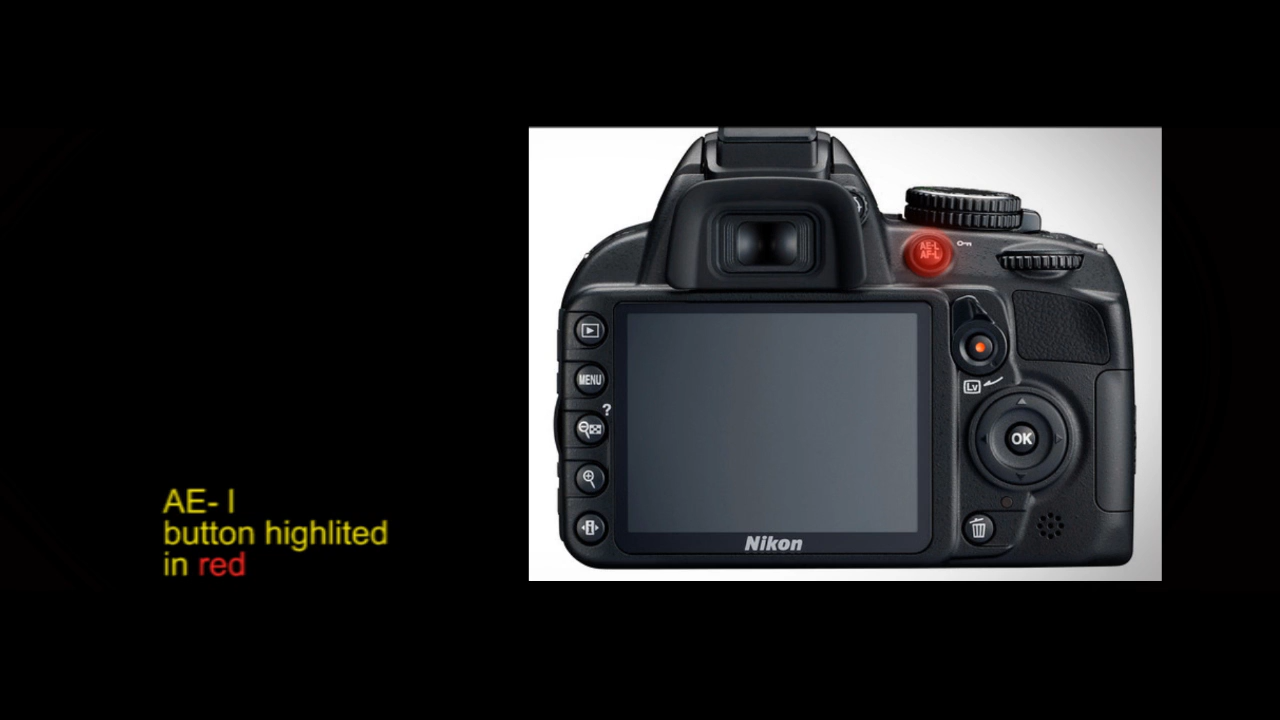 AE-L
AF-L
MENU
?
Lv
OK
Nikon
AE- l
button highlited
in red